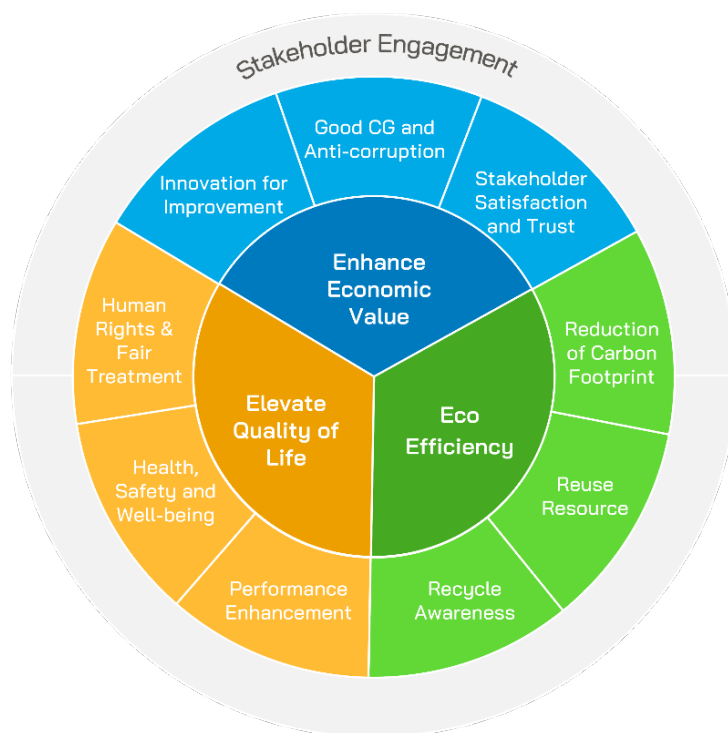 Stakeholder Engagement
Good CG and
Anti-corruption
Innovation for
Improvement
Stakeholder
Satisfaction
and Trust
Enhance
Economic
Value
Human
Rights &
Fair
Treatment
Reduction
of Carbon
Footprint
Elevate
Quality of
Life
Eco
Efficiency
Health,
Safety and
Well-being
Reuse
Resource
Performance
Enhancement
Recycle
Awareness